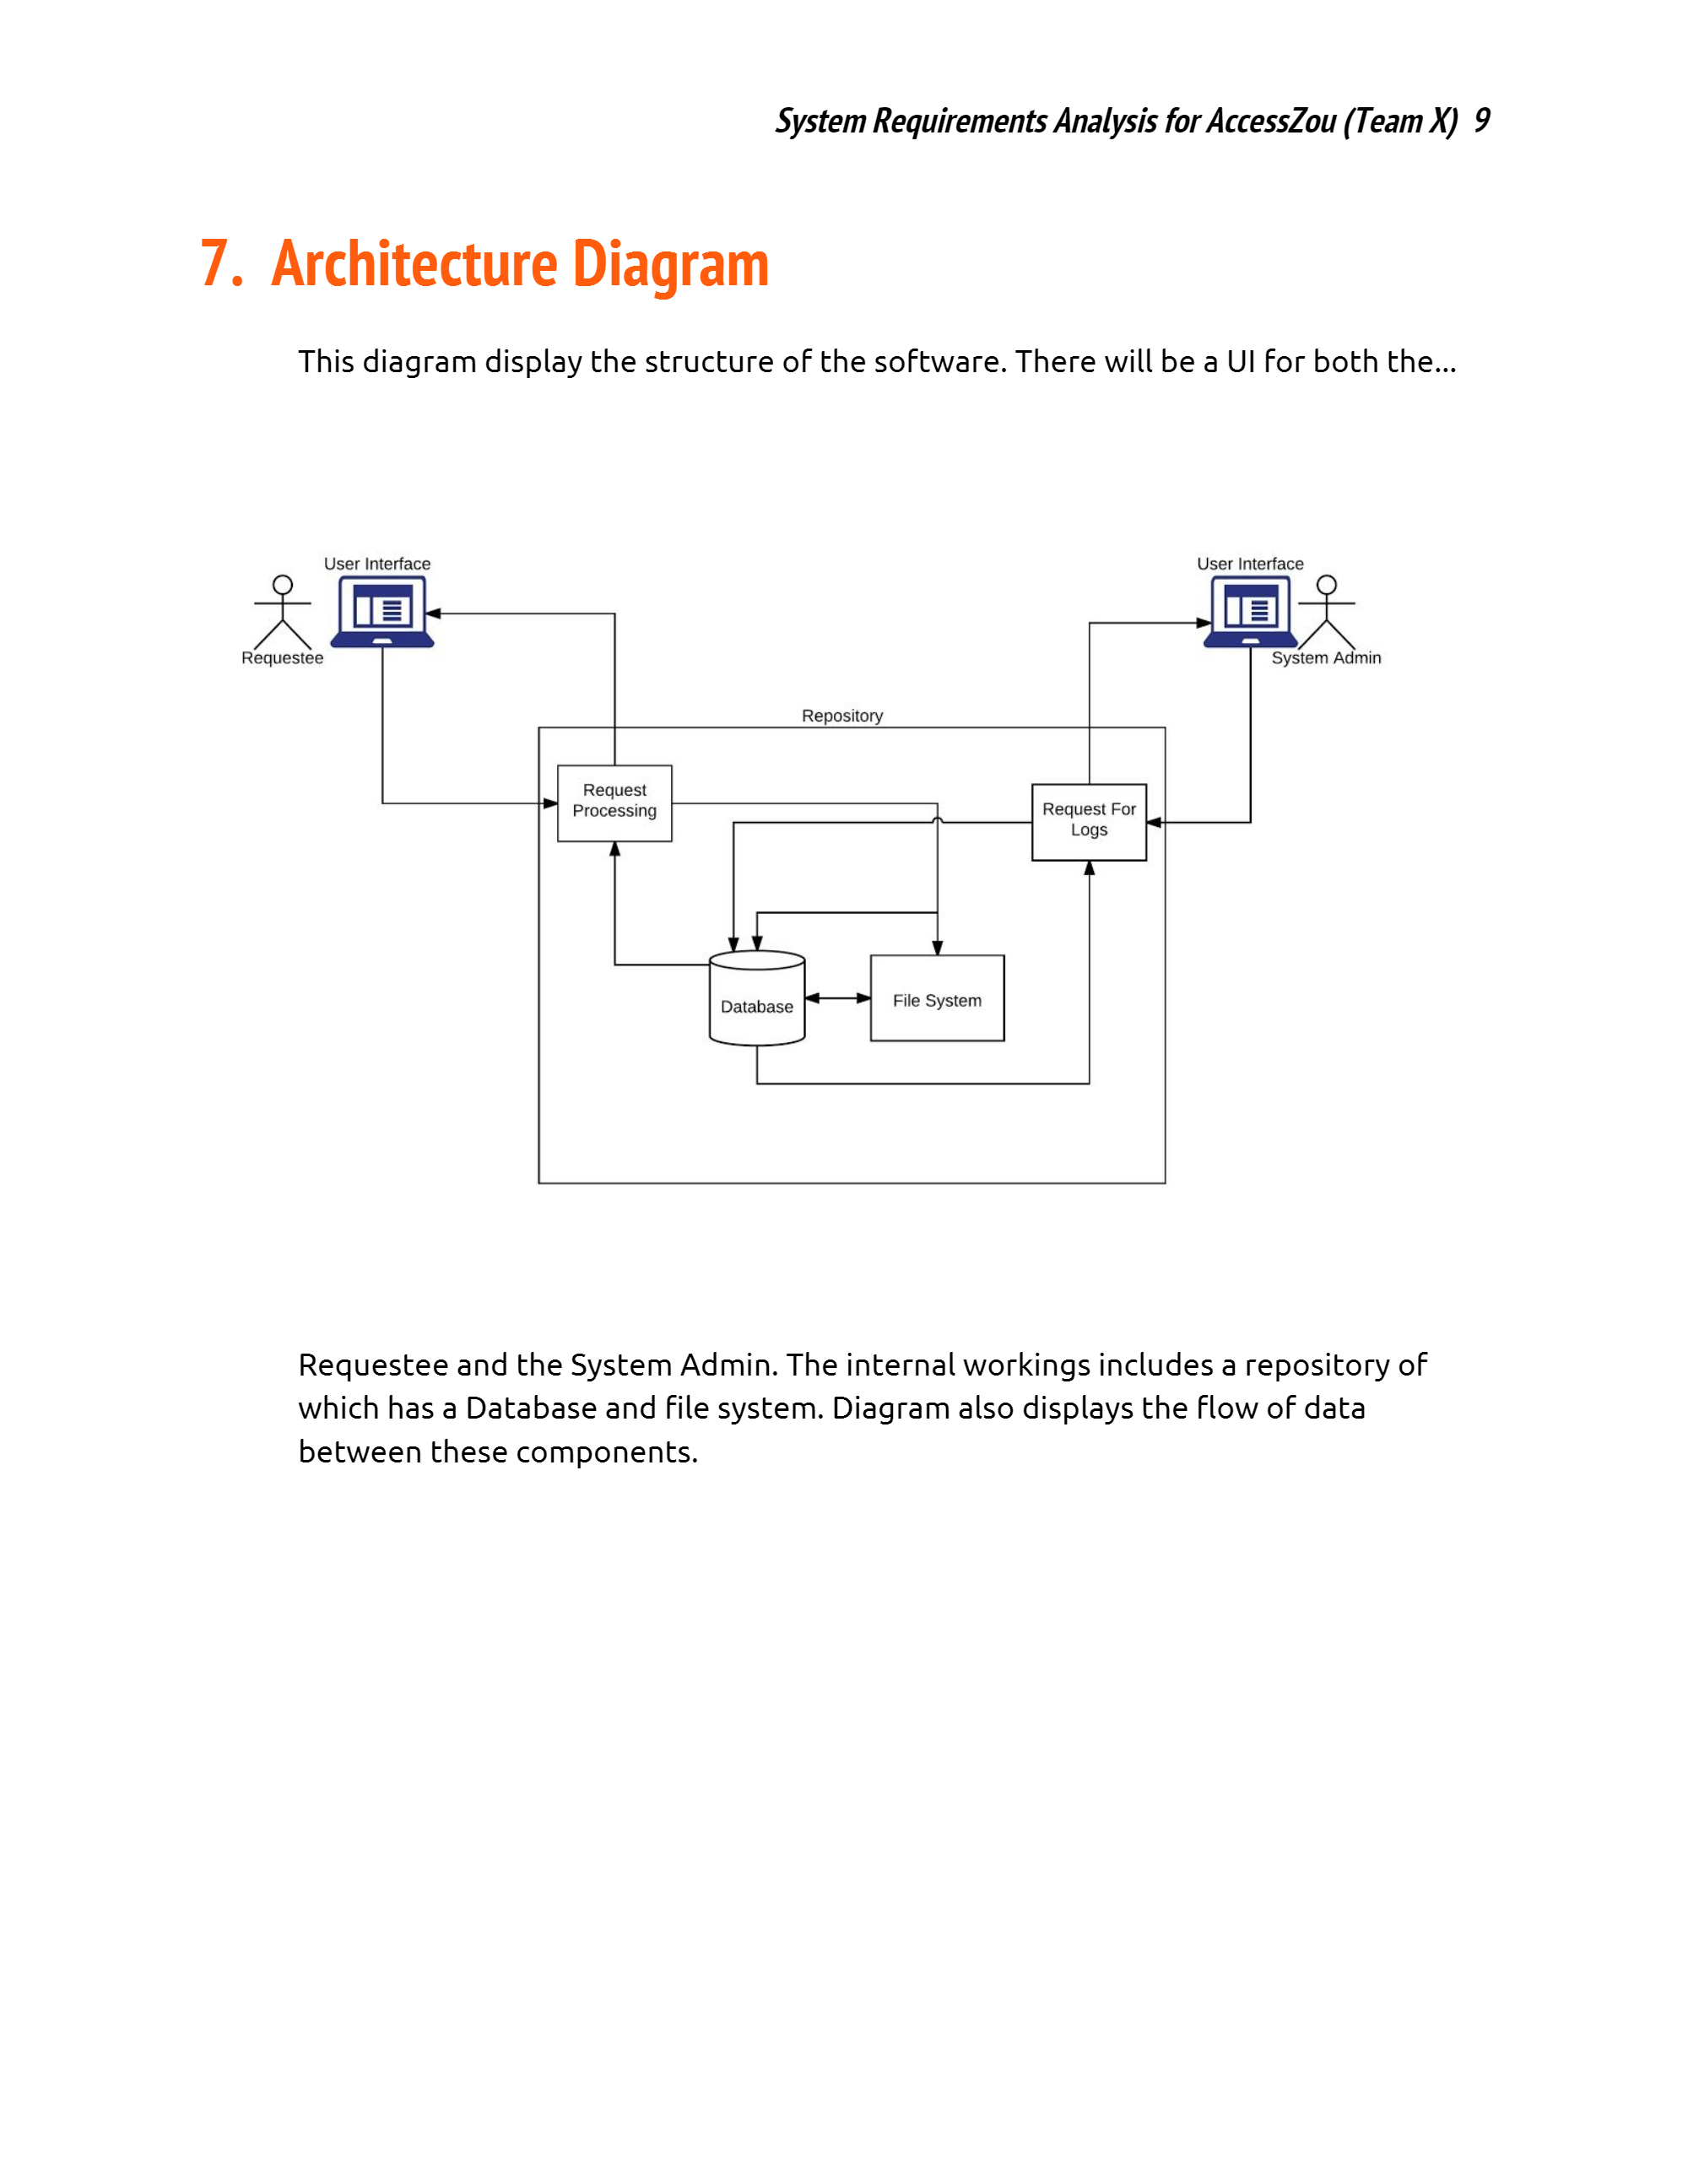 System Requirements Analysis for AccessZou (Team X) 9
7. Architecture Diagram
This diagram display the structure of the software. There will be a UI for both the...
User Interface
Requestee
User Interface
System Admin
Repository
Request
Processing
Request For
Logs
Database
File System
Requestee and the System Admin. The internal workings includes a repository of
which has a Database and file system. Diagram also displays the flow of data
between these components.